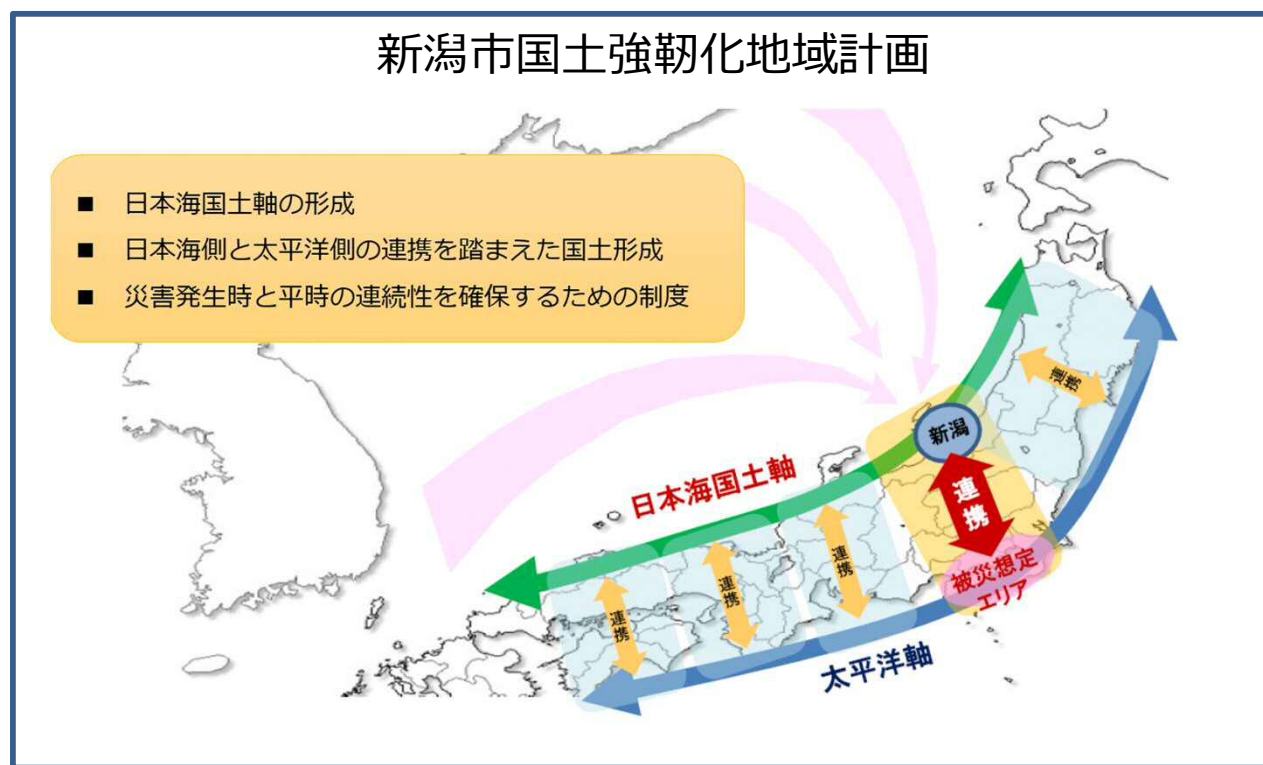 新潟市国土強靭化地域計画
■ 日本海国土軸の形成
■ 日本海側と太平洋側の連携を踏まえた国土形成
■ 災害発生時と平時の連続性を確保するための制度
連携
新潟
日本海国土軸
連携
連携
連携
連携
被災想定
エリア
太平洋軸